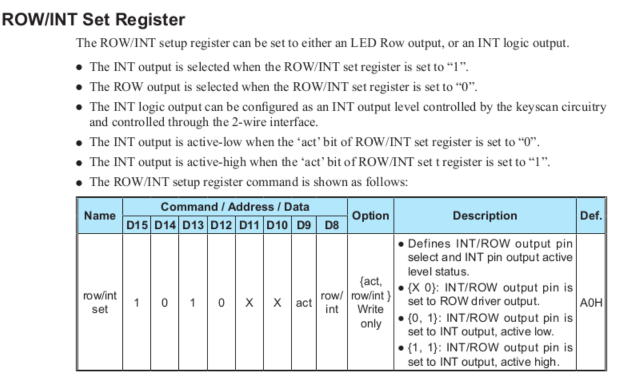 ROW/INT Set Register
The ROW/INT setup register can be set to either an LED Row output, or an INT logic output.
• The INT output is selected when the ROW/INT set register is set to “1”.
• The ROW output is selected when the ROW/INT set register is set to “0”.
• The INT logic output can be configured as an INT output level controlled by the keyscan circuitry
and controlled through the 2-wire interface.
• The INT output is active-low when the ‘act’ bit of ROW/INT set register is set to “0”.
• The INT output is active-high when the ‘act’ bit of ROW/INT set t register is set to “1”.
• The ROW/INT setup register command is shown as follows:
Name Command / Address / Data Option Description Def.
D15 D14 D13 D12 D11 D10 D9 D8
row/int set 1 0 1 0 X X act row/ int
{act,
row/int }
Write
only
• Defines INT/ROW output pin
select and INT pin output active
level status.
• {X 0}: INT/ROW output pin is
set to ROW driver output.
• {0, 1}: INT/ROW output pin is
set to INT output, active low.
• {1, 1}: INT/ROW output pin is
set to INT output, active high.
A0H